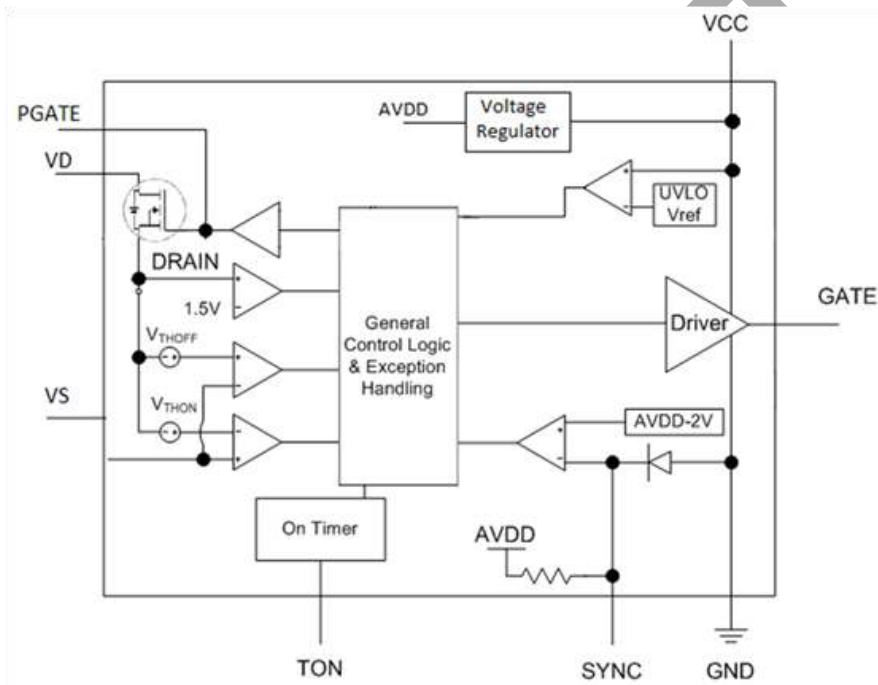 VCC
PGATE
AVDD
Voltage
Regulator
VD
UVLO
Vref
DRAIN
1.5V
General
Control Logic
& Exception
Handling
Driver
GATE
VTHOFF
VS
VTHON
AVDD-2V
On Timer
AVDD
TON
SYNC
GND